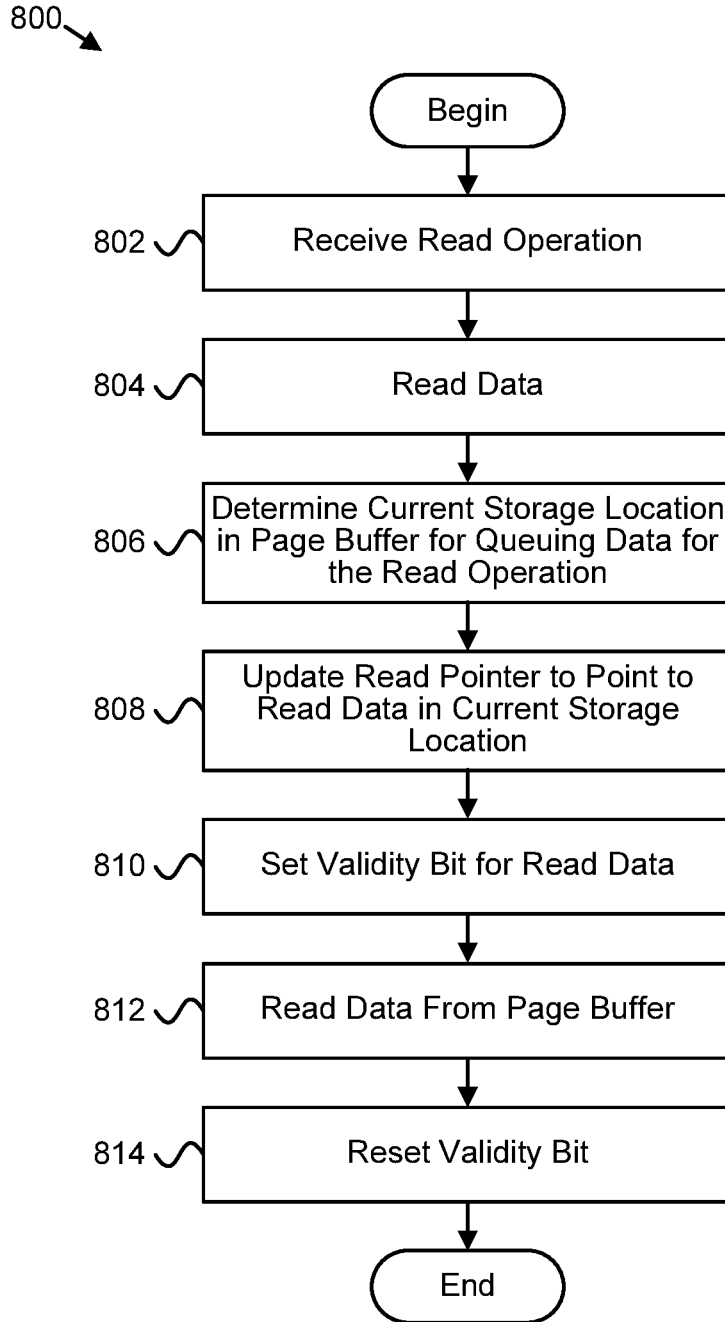 800
Begin
802
Receive Read Operation
804
Read Data
806
Determine Current Storage Location
in Page Buffer for Queuing Data for
the Read Operation
808
Update Read Pointer to Point to
Read Data in Current Storage
Location
810
Set Validity Bit for Read Data
812
Read Data From Page Buffer
814
Reset Validity Bit
End